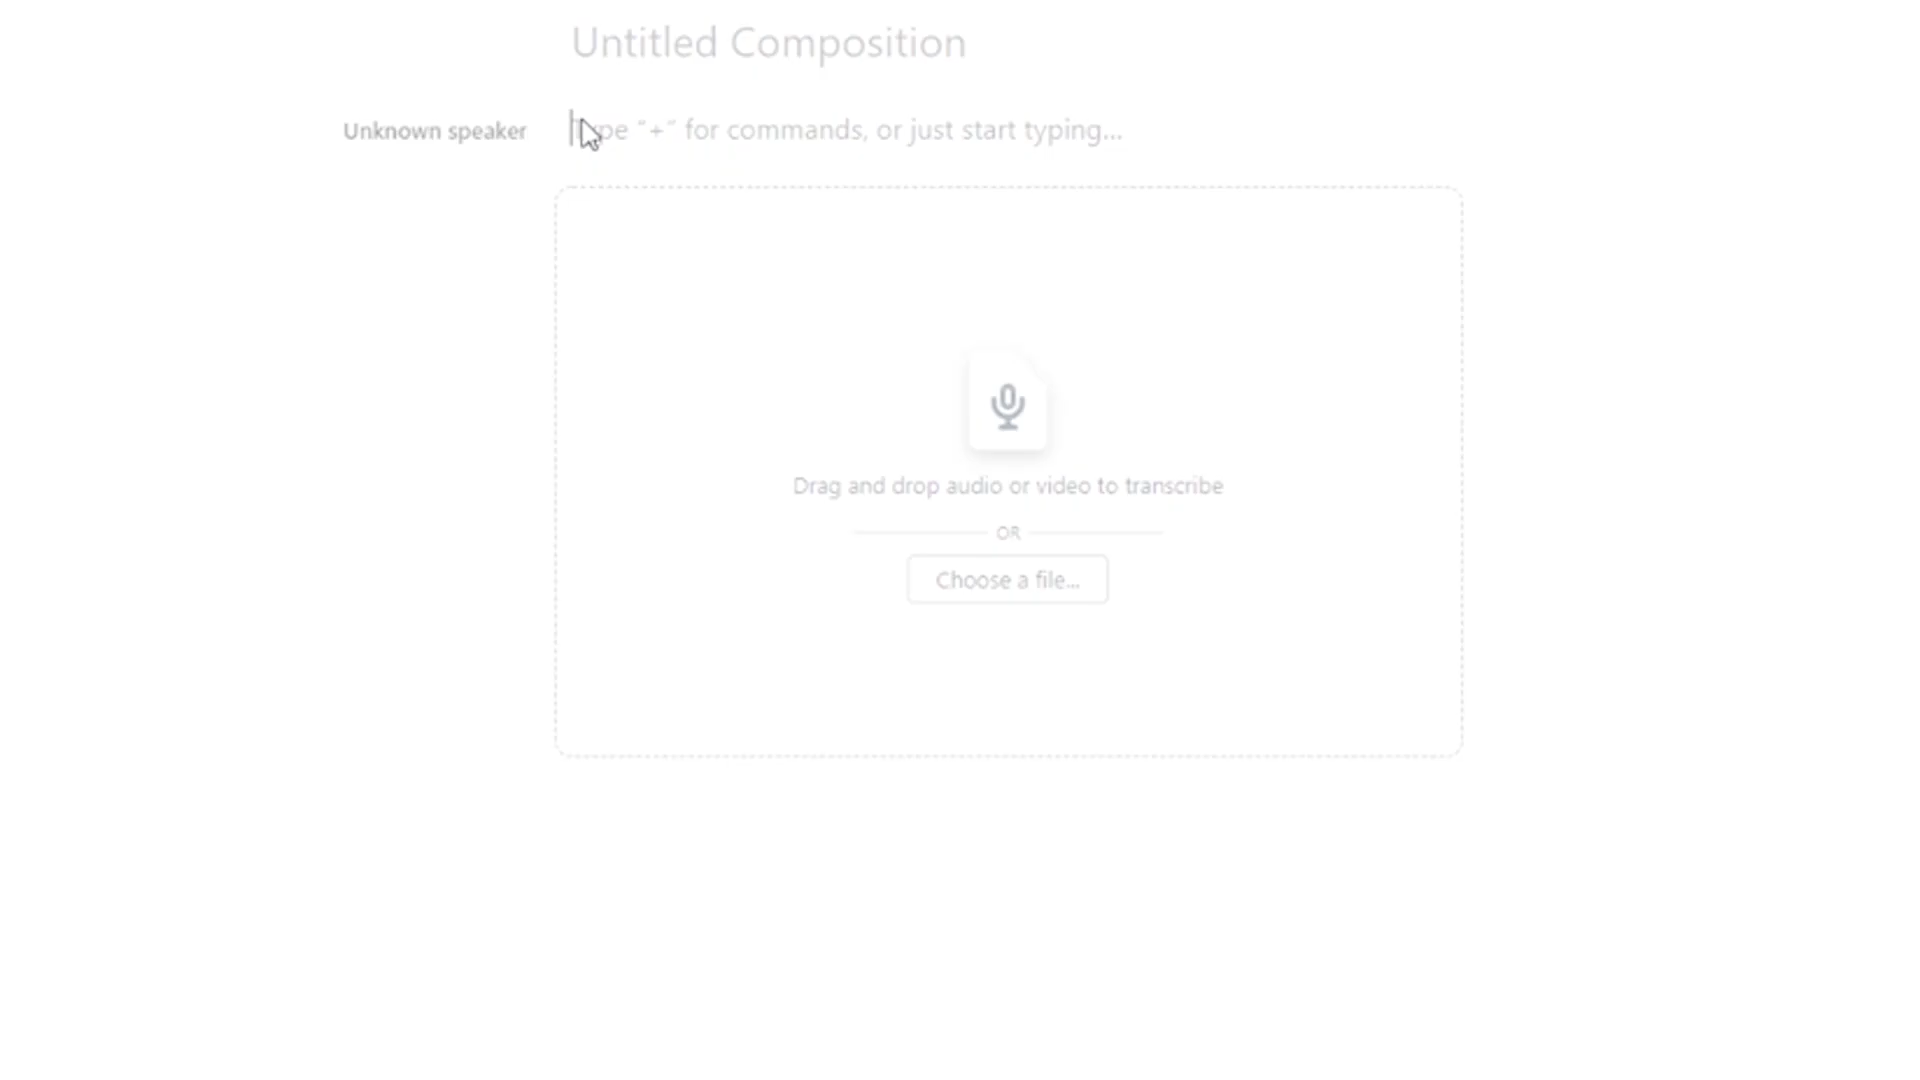 Untitled Composition
Unknown speaker
Type “+” for commands, or just start typing...
Drag and drop audio or video to transcribe
OR
Choose a file...